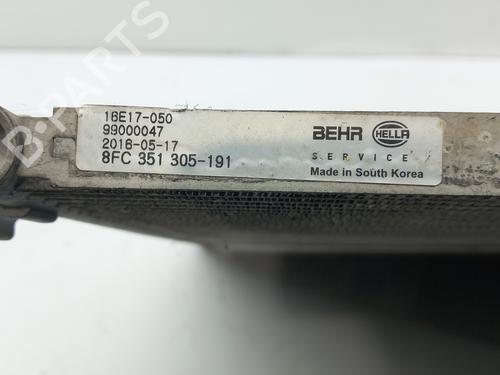 16E17-050
99000047
2016-05-17
8FC 351 305-191
BEHR HELLA
SERVICE
Made in South Korea
B-PARTS